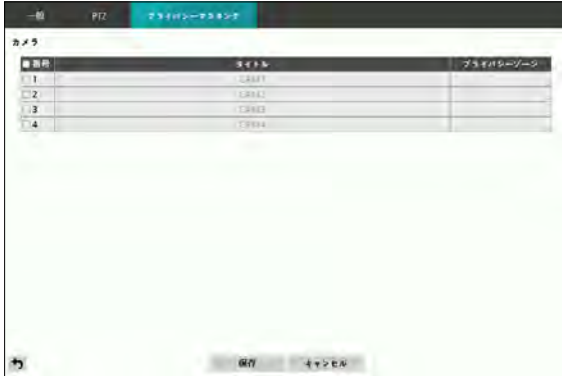 一般 PTZ プライバシーマスキング
カメラ
番号 タイトル プライバシーゾーン
1 CAM1
2 CAM2
3 CAM3
4 CAM4
保存 キャンセル